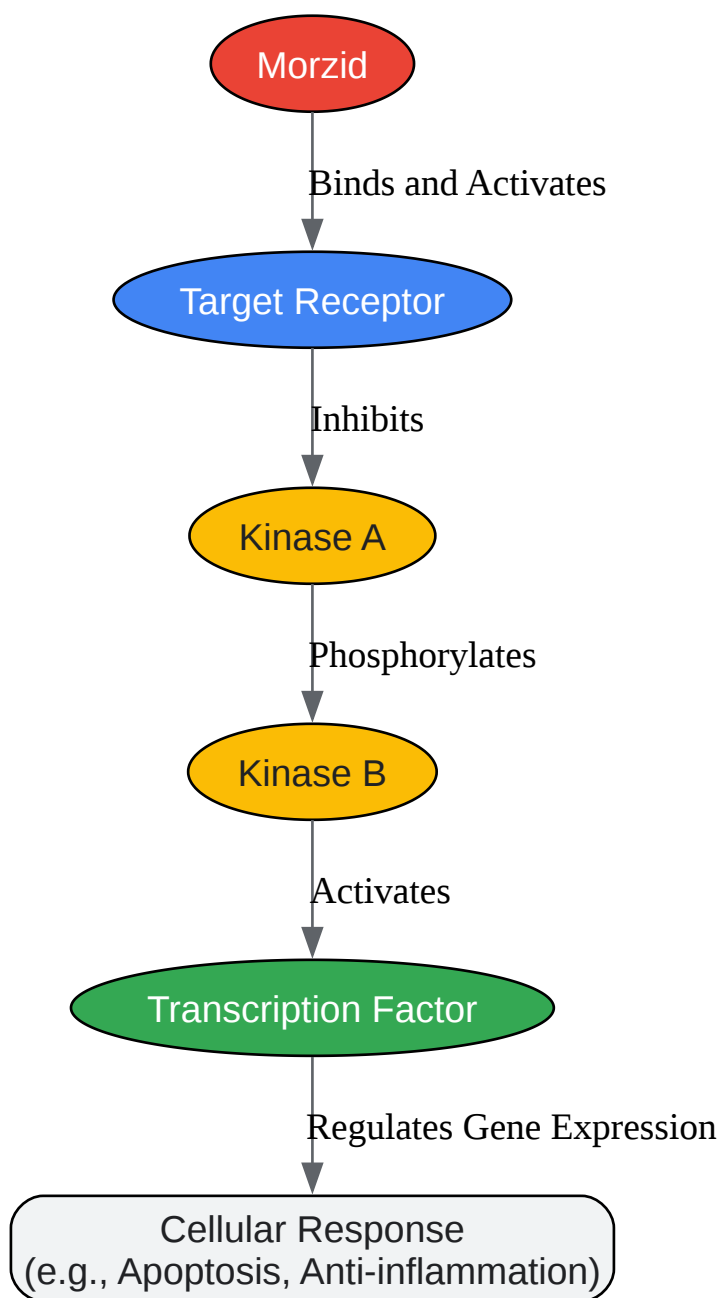 Morzid
Binds and Activates
Target Receptor
Inhibits
Kinase A
Phosphorylates
Kinase B
Activates
Transcription Factor
Regulates Gene Expression
Cellular Response
(e.g., Apoptosis, Anti-inflammation)